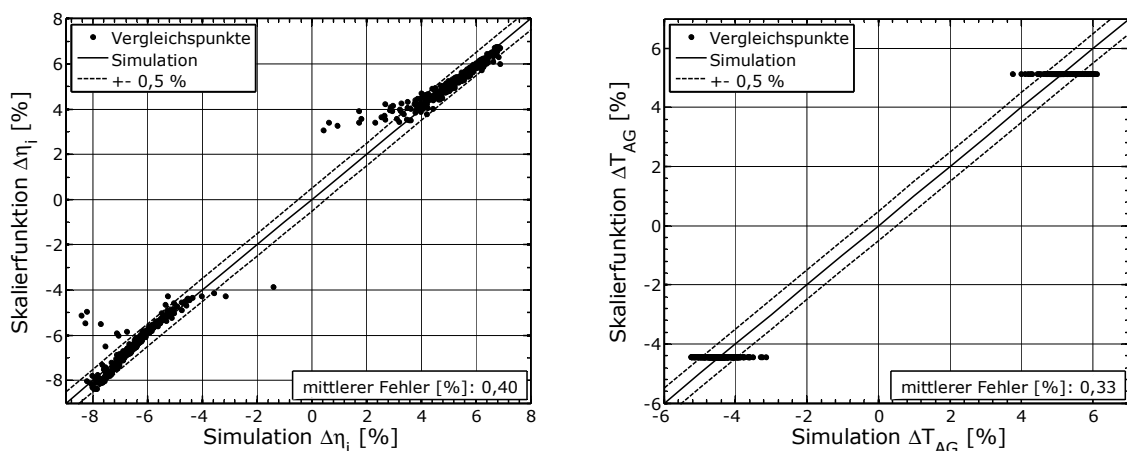 8
6
4
2
0
-2
-4
-6
-8
Skalierfunktion Δηi [%]
Vergleichspunkte
Simulation
+- 0,5 %
mittlerer Fehler [%]: 0,40
-8 -6 -4 -2 0 2 4 6 8
Simulation Δηi [%]
6
4
2
0
-2
-4
-6
Skalierfunktion ΔTAG [%]
Vergleichspunkte
Simulation
+- 0,5 %
mittlerer Fehler [%]: 0,33
-6 -4 -2 0 2 4 6
Simulation ΔTAG [%]